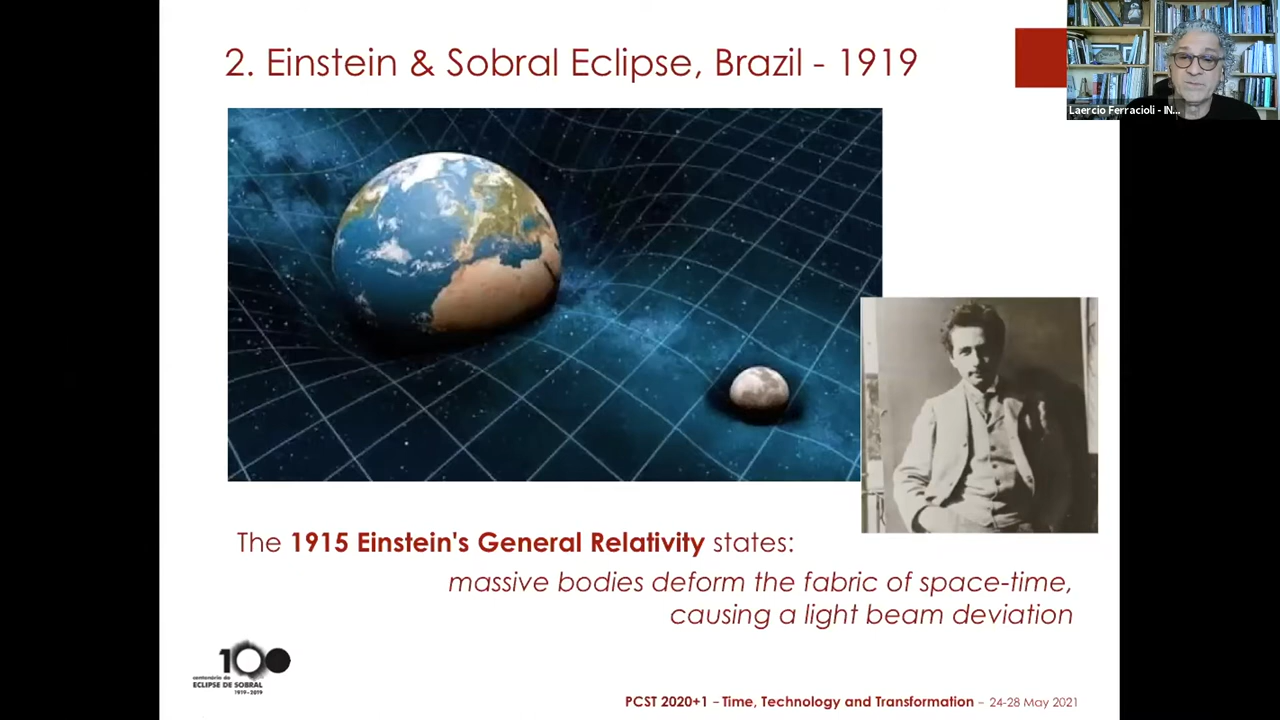 2. Einstein & Sobral Eclipse, Brazil - 1919
Laercio Ferracioli - IN...
The 1915 Einstein's General Relativity states:
massive bodies deform the fabric of space-time,
causing a light beam deviation
100
centenário do
ECLIPSE DE SOBRAL
1919-2019
PCST 2020+1 - Time, Technology and Transformation - 24-28 May 2021